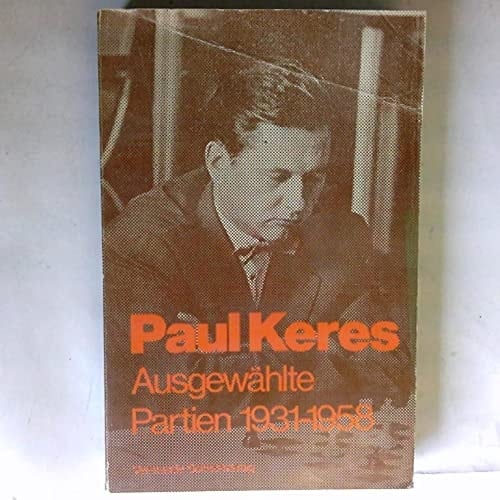 Paul Keres
Ausgewählte
Partien 1931-1958